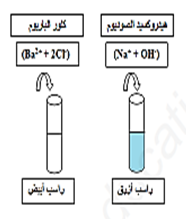 هيدروكسيد الصوديوم
كلور الباريوم
(Na⁺ + OH⁻)
(Ba²⁺ + 2Cl⁻)
راسب أزرق
راسب أبيض